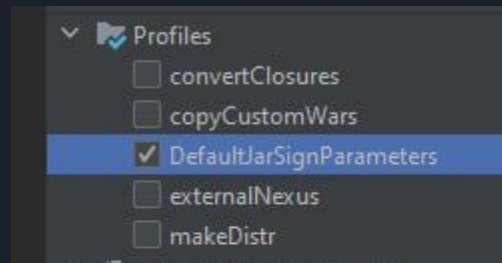 Profiles
convertClosures
copyCustomWars
DefaultJarSignParameters
externalNexus
makeDistr